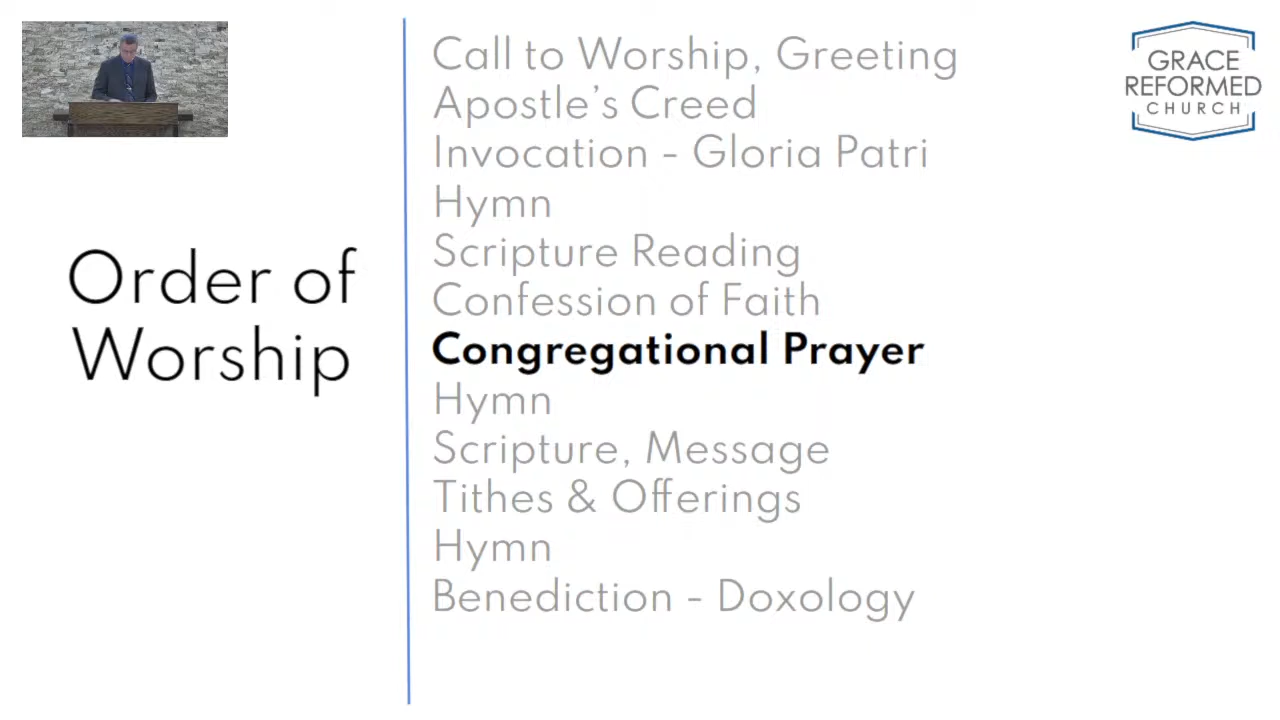 Order of
Worship
Call to Worship, Greeting
Apostle's Creed
Invocation - Gloria Patri
Hymn
Scripture Reading
Confession of Faith
Congregational Prayer
Hymn
Scripture, Message
Tithes & Offerings
Hymn
Benediction - Doxology
GRACE
REFORMED
CHURCH